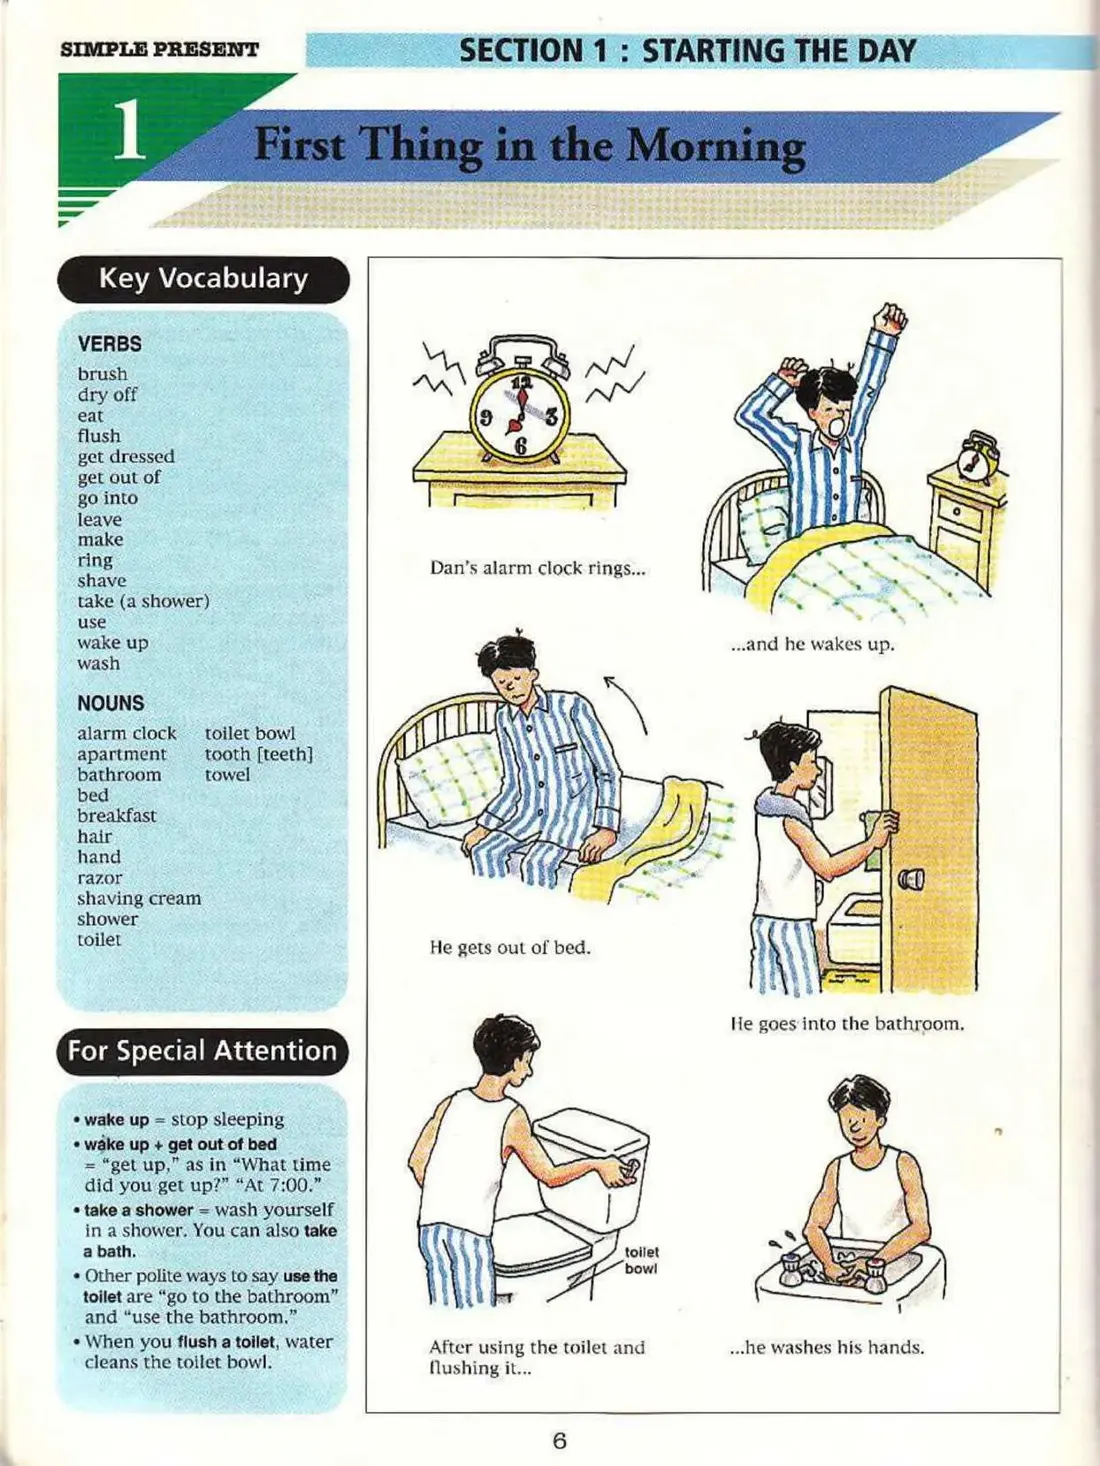 SIMPLE PRESENT
SECTION 1 : STARTING THE DAY
1
First Thing in the Morning
Key Vocabulary
VERBS
brush
dry off
eat
flush
get dressed
get out of
go into
leave
make
ring
shave
take (a shower)
use
wake up
wash
NOUNS
alarm clock
apartment
bathroom
bed
breakfast
hair
hand
razor
shaving cream
shower
toilet
toilet bowl
tooth [teeth]
towel
For Special Attention
• wake up = stop sleeping
• wake up + get out of bed
= "get up," as in "What time
did you get up?" "At 7:00."
• take a shower = wash yourself
in a shower. You can also take
a bath.
• Other polite ways to say use the
toilet are "go to the bathroom"
and "use the bathroom."
• When you flush a toilet, water
cleans the toilet bowl.
12
9
3
6
Dan's alarm clock rings...
...and he wakes up.
He gets out of bed.
He goes into the bathroom.
toilet
bowl
After using the toilet and
flushing it...
...he washes his hands.
6